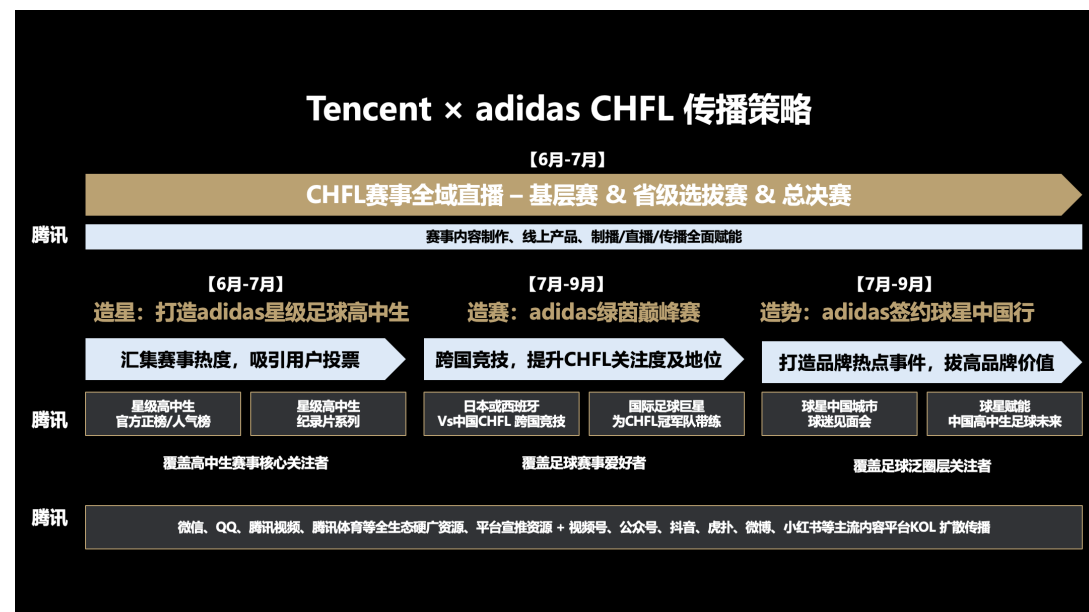 Tencent × adidas CHFL 传播策略
【6月-7月】
CHFL赛事全域直播 – 基层赛 & 省级选拔赛 & 总决赛
腾讯
赛事内容制作、线上产品、制播/直播/传播全面赋能
【6月-7月】
造星：打造adidas星级足球高中生
汇集赛事热度，吸引用户投票
【7月-9月】
造赛：adidas绿茵巅峰赛
跨国竞技，提升CHFL关注度及地位
【7月-9月】
造势：adidas签约球星中国行
打造品牌热点事件，拔高品牌价值
腾讯
星级高中生
官方正榜/人气榜
星级高中生
纪录片系列
日本或西班牙
Vs中国CHFL 跨国竞技
国际足球巨星
为CHFL冠军队带练
球星中国城市
球迷见面会
球星赋能
中国高中生足球未来
覆盖高中生赛事核心关注者
覆盖足球赛事爱好者
覆盖足球泛圈层关注者
腾讯
微信、QQ、腾讯视频、腾讯体育等全生态硬广资源、平台宣推资源 + 视频号、公众号、抖音、虎扑、微博、小红书等主流内容平台KOL 扩散传播